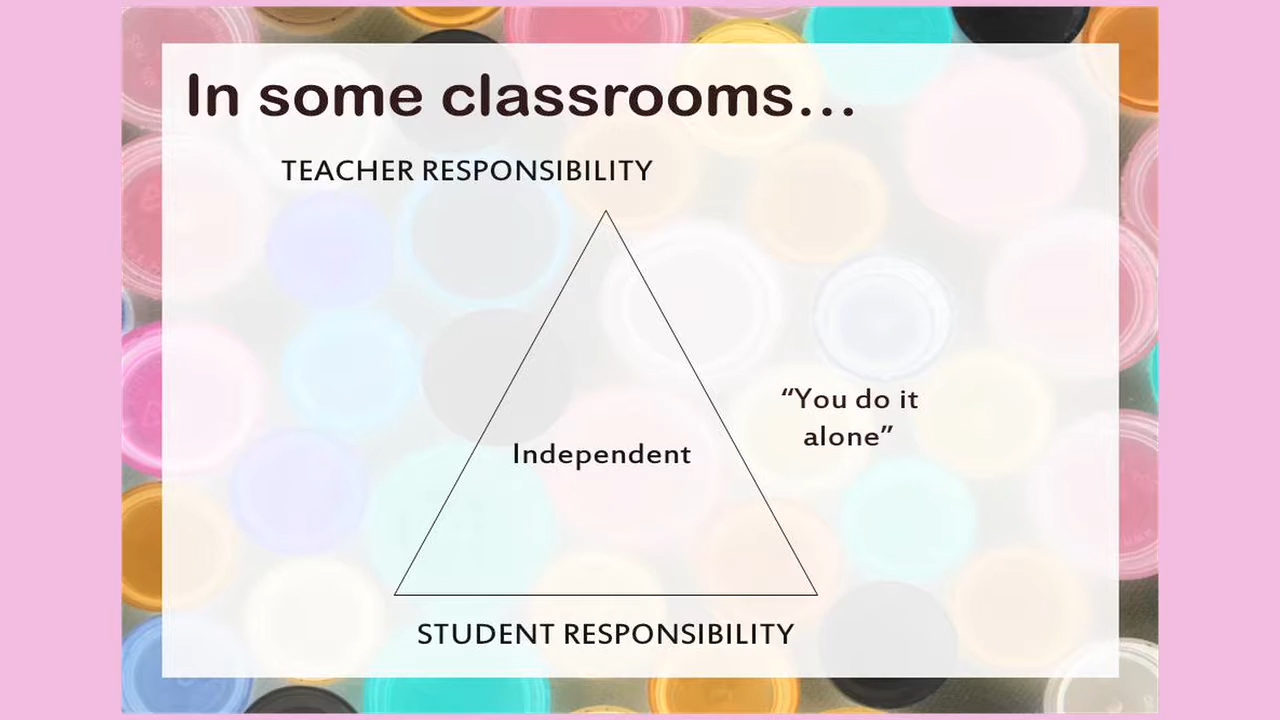 In some classrooms…
TEACHER RESPONSIBILITY
“You do it
alone”
Independent
STUDENT RESPONSIBILITY